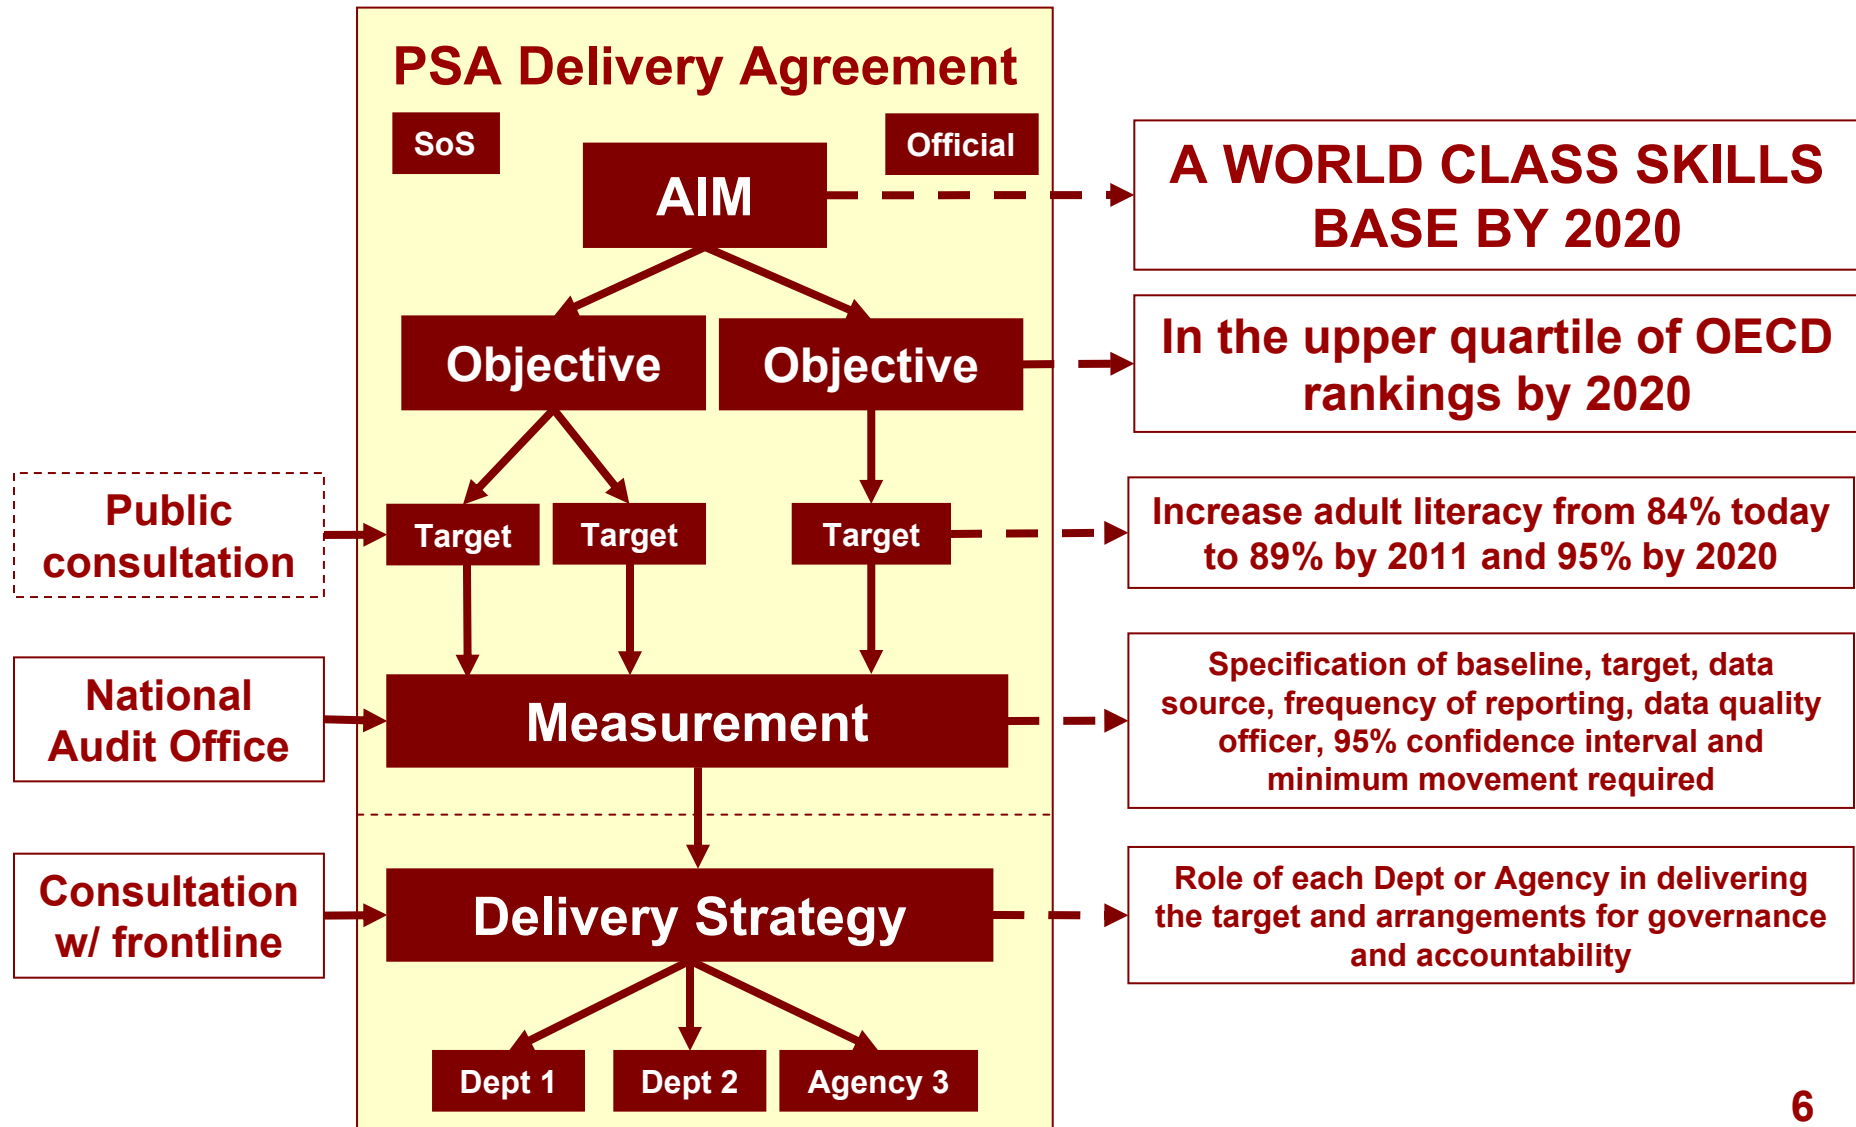 PSA Delivery Agreement
SoS
Official
AIM
A WORLD CLASS SKILLS
BASE BY 2020
Objective
Objective
In the upper quartile of OECD
rankings by 2020
Public
consultation
Target
Target
Target
Increase adult literacy from 84% today
to 89% by 2011 and 95% by 2020
National
Audit Office
Measurement
Specification of baseline, target, data
source, frequency of reporting, data quality
officer, 95% confidence interval and
minimum movement required
Consultation
w/ frontline
Delivery Strategy
Role of each Dept or Agency in delivering
the target and arrangements for governance
and accountability
Dept 1
Dept 2
Agency 3
6